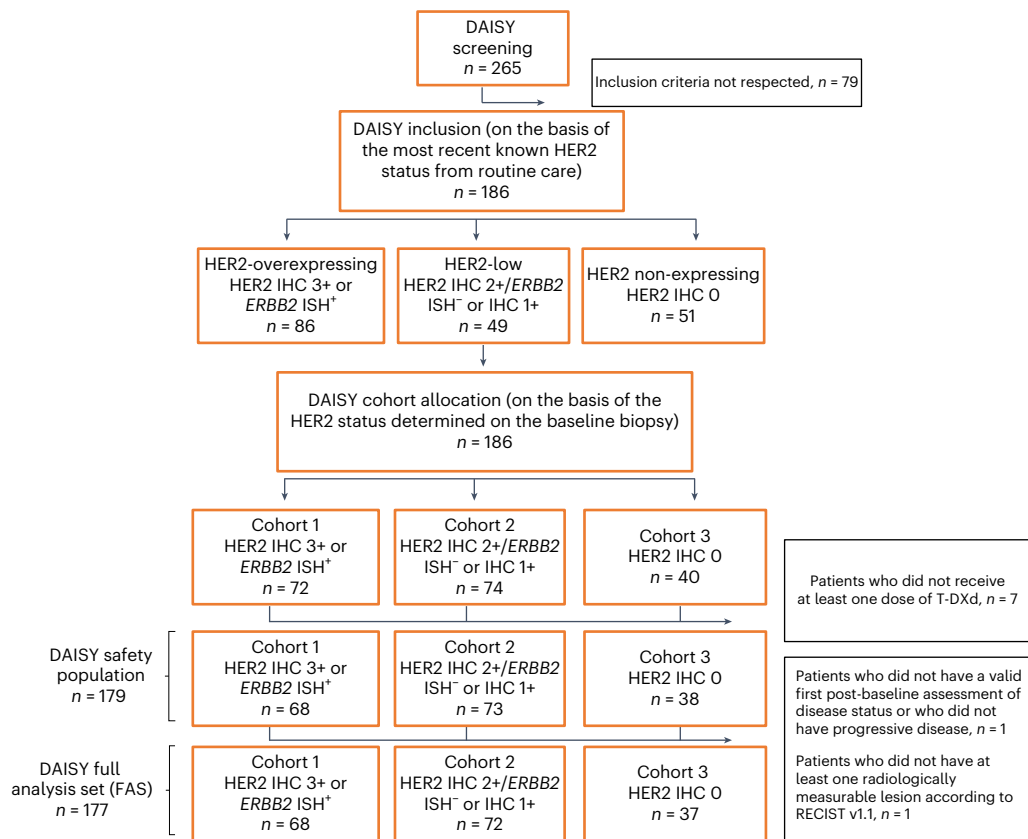 DAISY
screening
n = 265
Inclusion criteria not respected, n = 79
DAISY inclusion (on the basis of
the most recent known HER2
status from routine care)
n = 186
HER2-overexpressing
HER2 IHC 3+ or
ERBB2 ISH⁺
n = 86
HER2-low
HER2 IHC 2+/ERBB2
ISH⁻ or IHC 1+
n = 49
HER2 non-expressing
HER2 IHC 0
n = 51
DAISY cohort allocation (on the basis of the
HER2 status determined on the baseline biopsy)
n = 186
Cohort 1
HER2 IHC 3+ or
ERBB2 ISH⁺
n = 72
Cohort 2
HER2 IHC 2+/ERBB2
ISH⁻ or IHC 1+
n = 74
Cohort 3
HER2 IHC 0
n = 40
Patients who did not receive
at least one dose of T-DXd, n = 7
DAISY safety
population
n = 179
Cohort 1
HER2 IHC 3+ or
ERBB2 ISH⁺
n = 68
Cohort 2
HER2 IHC 2+/ERBB2
ISH⁻ or IHC 1+
n = 73
Cohort 3
HER2 IHC 0
n = 38
Patients who did not have a valid
first post-baseline assessment of
disease status or who did not
have progressive disease, n = 1
Patients who did not have at
least one radiologically
measurable lesion according to
RECIST v1.1, n = 1
DAISY full
analysis set (FAS)
n = 177
Cohort 1
HER2 IHC 3+ or
ERBB2 ISH⁺
n = 68
Cohort 2
HER2 IHC 2+/ERBB2
ISH⁻ or IHC 1+
n = 72
Cohort 3
HER2 IHC 0
n = 37